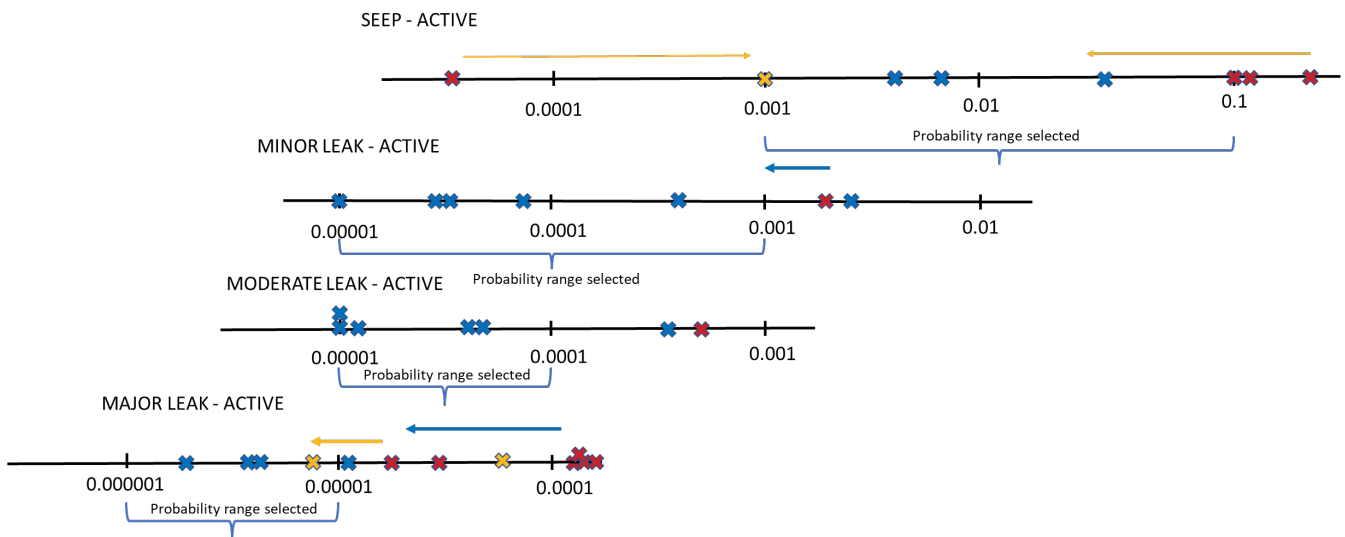 SEEP - ACTIVE
0.0001 0.001 0.01 0.1
Probability range selected
MINOR LEAK - ACTIVE
0.00001 0.0001 0.001 0.01
Probability range selected
MODERATE LEAK - ACTIVE
0.00001 0.0001 0.001
Probability range selected
MAJOR LEAK - ACTIVE
0.000001 0.00001 0.0001
Probability range selected